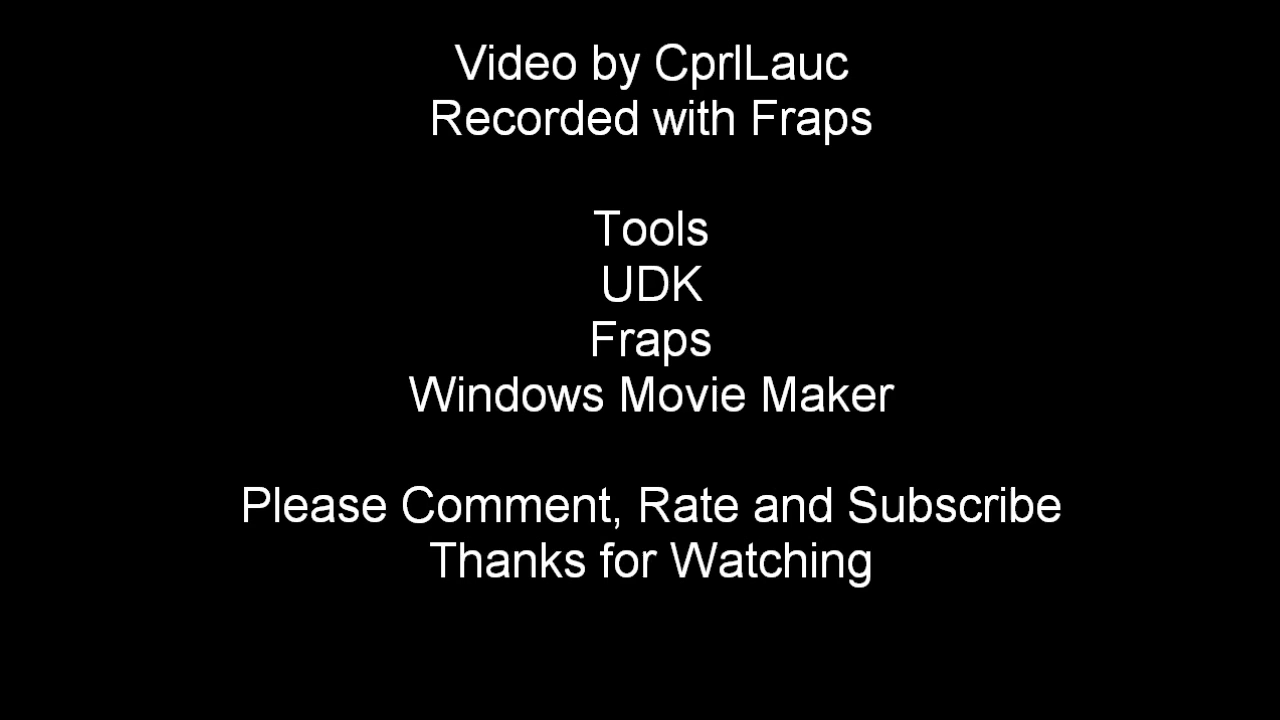 Video by CprlLauc
Recorded with Fraps
Tools
UDK
Fraps
Windows Movie Maker
Please Comment, Rate and Subscribe
Thanks for Watching